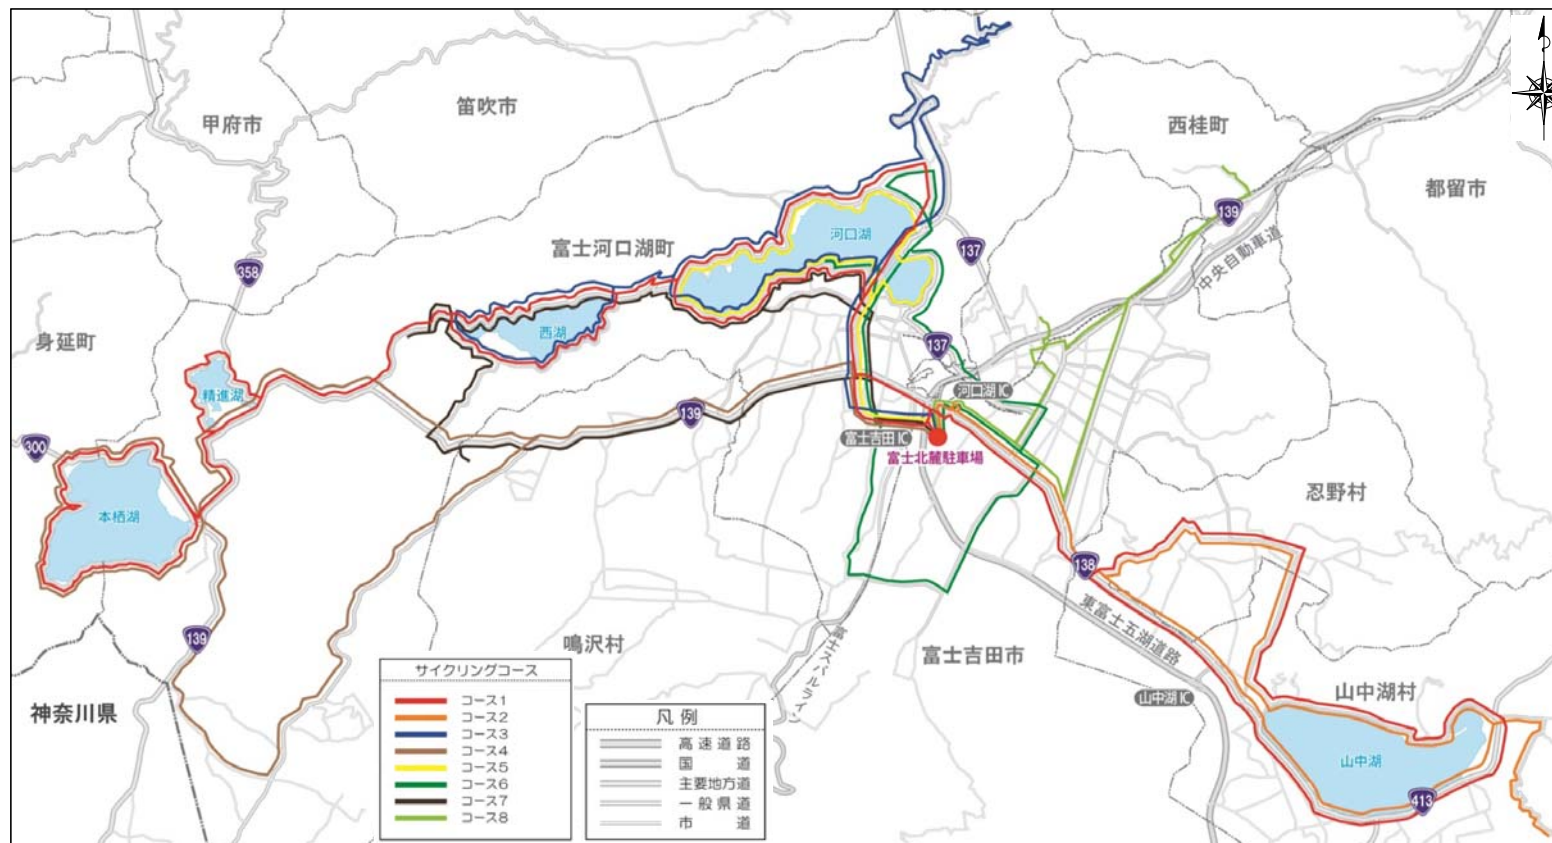 笛吹市
甲府市
西桂町
都留市
139
河口湖
富士河口湖町
137
中央自動車道
358
西湖
身延町
137
精進湖
河口湖IC
139
300
富士吉田IC
富士北麓駐車場
忍野村
本栖湖
138
東富士五湖道路
139
鳴沢村
富士スバルライン
富士吉田市
山中湖IC
山中湖村
神奈川県
山中湖
413
サイクリングコース
コース1
コース2
コース3
コース4
コース5
コース6
コース7
コース8
凡例
高速道路
国道
主要地方道
一般県道
市道